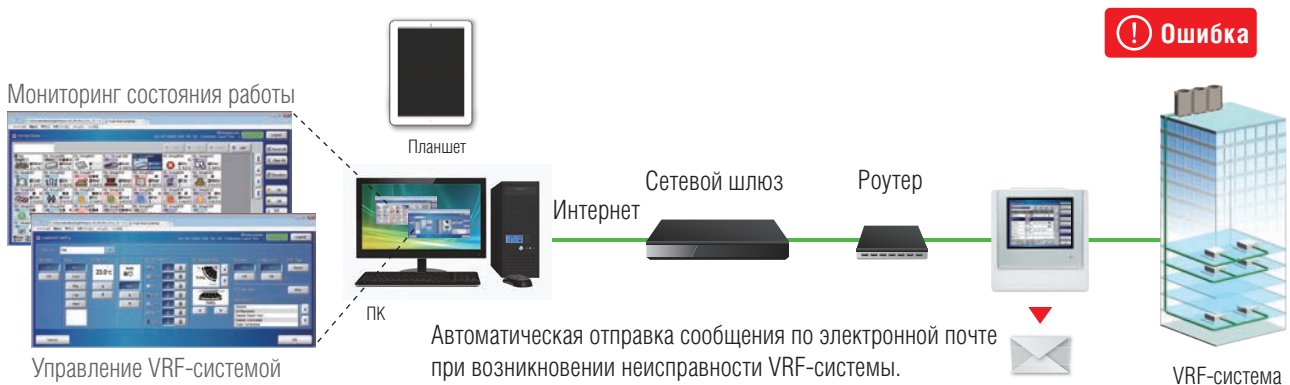 Ошибка
Мониторинг состояния работы
Планшет
Сетевой шлюз
Роутер
Интернет
ПК
Автоматическая отправка сообщения по электронной почте
при возникновении неисправности VRF-системы.
Управление VRF-системой
VRF-система